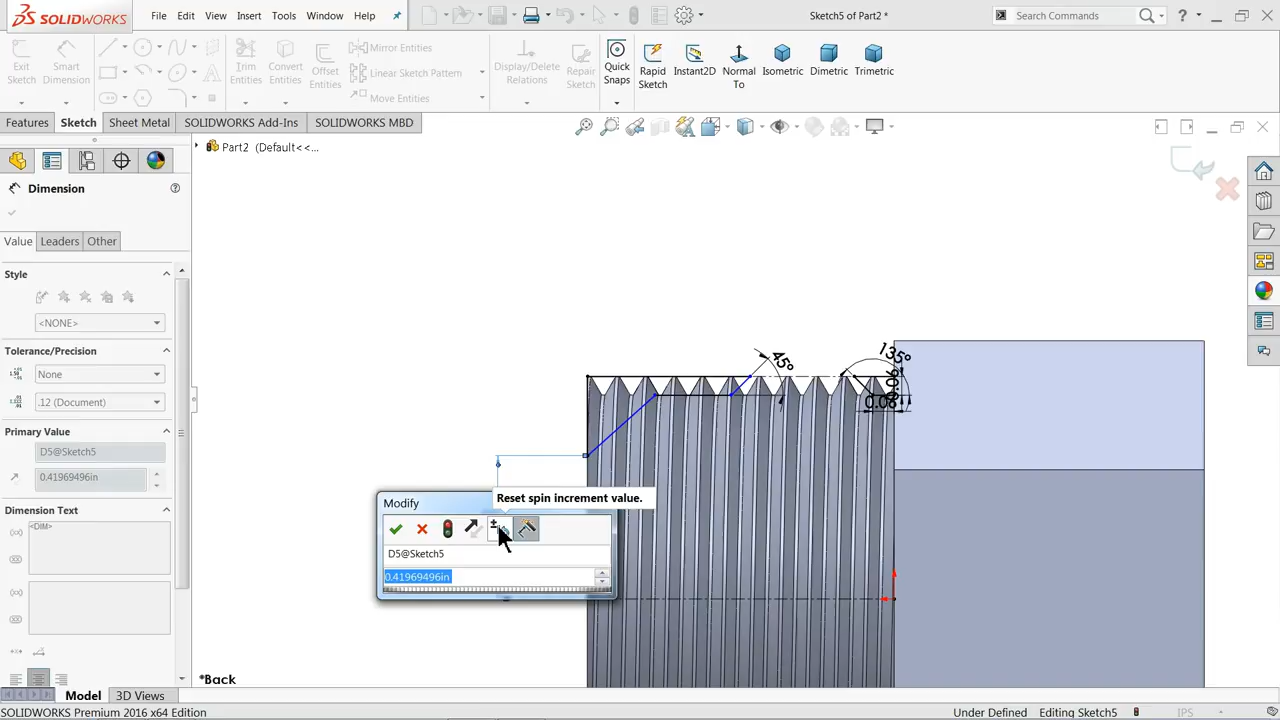 SOLIDWORKS
File
Edit
View
Insert
Tools
Window
Help
Sketch5 of Part2 *
Search Commands
Exit
Sketch
Smart
Dimension
Trim
Entities
Convert
Entities
Offset
Entities
Mirror Entities
Linear Sketch Pattern
Move Entities
Display/Delete
Relations
Repair
Sketch
Quick
Snaps
Rapid
Sketch
Instant2D
Normal
To
Isometric
Dimetric
Trimetric
Features
Sketch
Sheet Metal
SOLIDWORKS Add-Ins
SOLIDWORKS MBD
Part2 (Default<<...
Dimension
Value
Leaders
Other
Style
<NONE>
Tolerance/Precision
None
.12 (Document)
Primary Value
D5@Sketch5
0.41969496in
Dimension Text
<DIM>
45°
135°
0.06
0.08
Reset spin increment value.
Modify
D5@Sketch5
0.41969496in
*Back
Model
3D Views
SOLIDWORKS Premium 2016 x64 Edition
Under Defined
Editing Sketch5
IPS